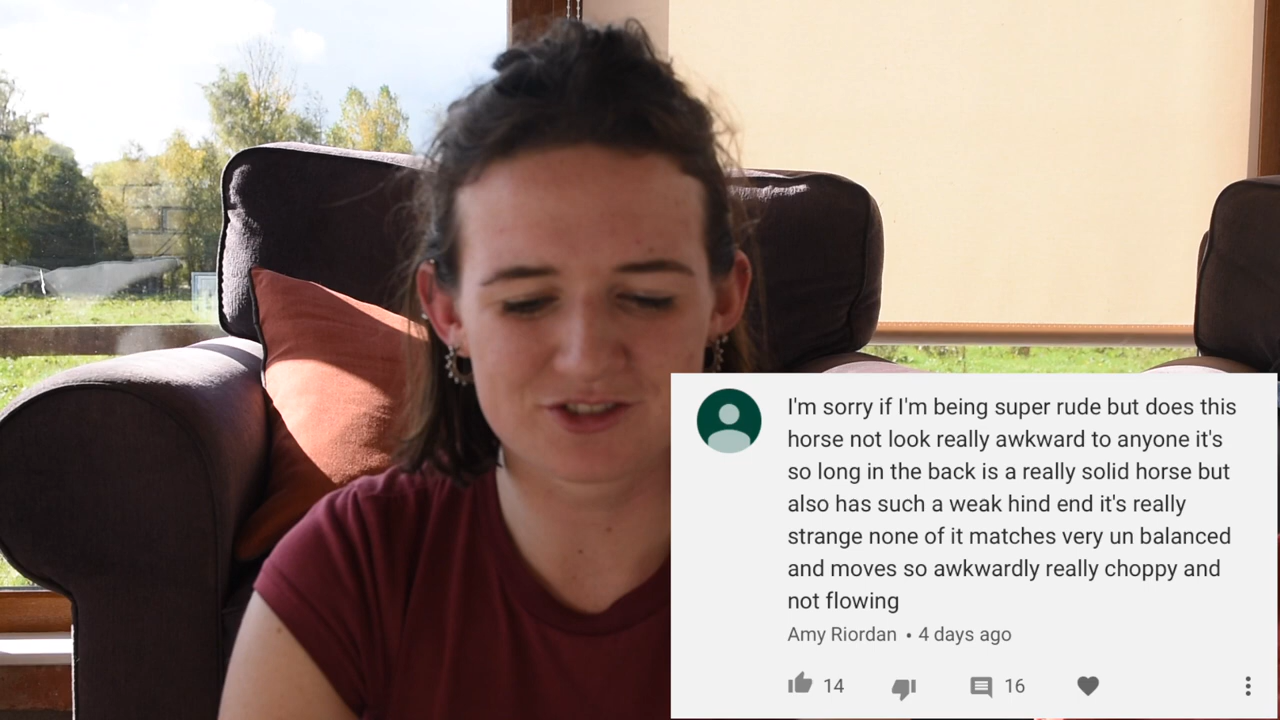 I'm sorry if I'm being super rude but does this
horse not look really awkward to anyone it's
so long in the back is a really solid horse but
also has such a weak hind end it's really
strange none of it matches very un balanced
and moves so awkwardly really choppy and
not flowing
Amy Riordan • 4 days ago
14 16